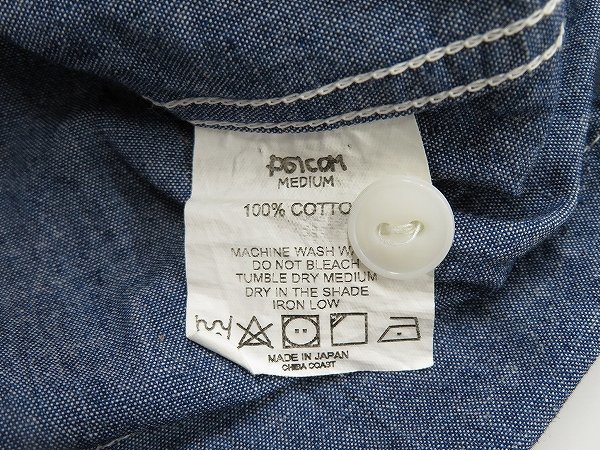 MEDIUM
100% COTTO
MACHINE WASH W
DO NOT BLEACH
TUMBLE DRY MEDIUM
DRY IN THE SHADE
IRON LOW
MADE IN JAPAN
CHIBA COAST